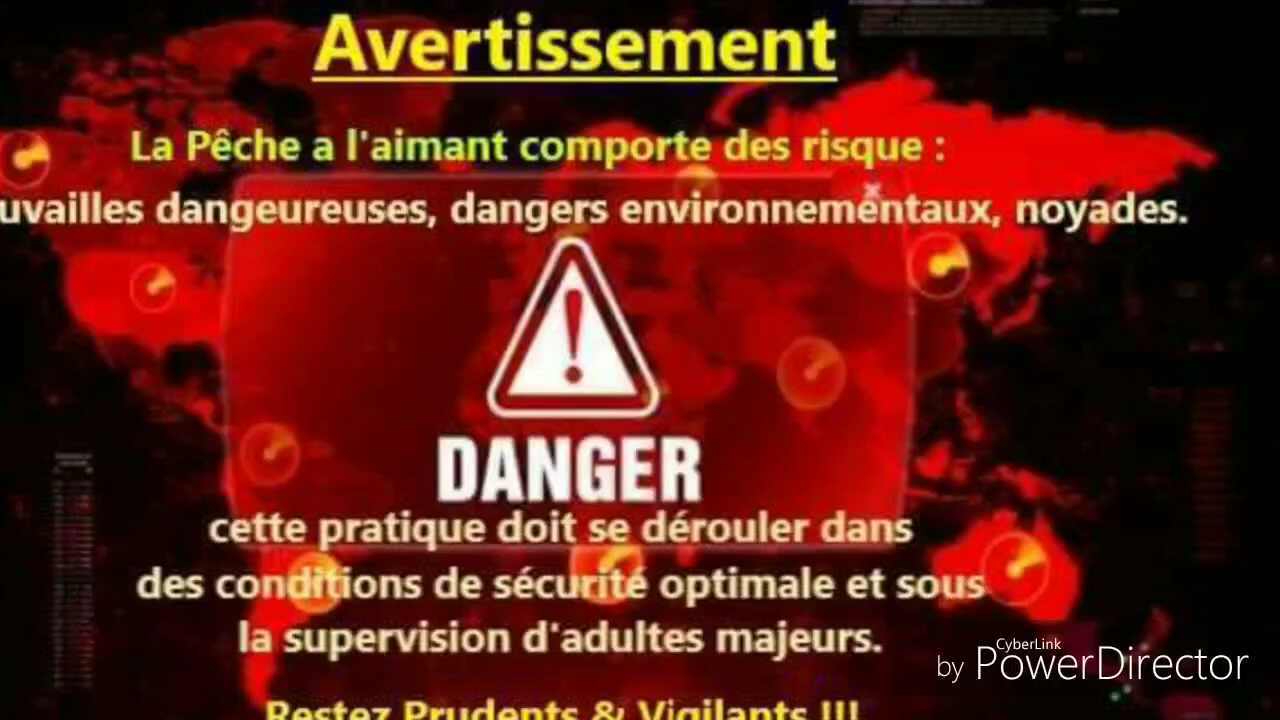 Avertissement
La Pêche a l'aimant comporte des risque :
uvailles dangeureuses, dangers environnementaux, noyades.
DANGER
cette pratique doit se dérouler dans
des conditions de sécurité optimale et sous
la supervision d'adultes majeurs.
CyberLink
by PowerDirector
Restez Prudents & Vigilants !!!